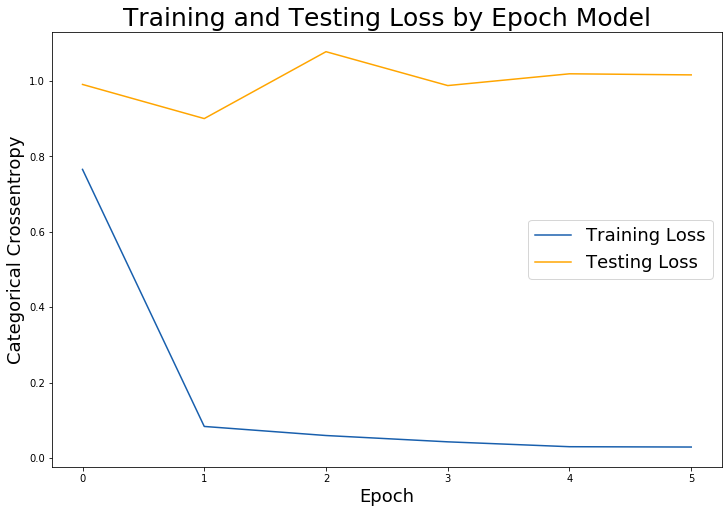 Training and Testing Loss by Epoch Model
Categorical Crossentropy
1.0
0.8
0.6
0.4
0.2
0.0
Training Loss
Testing Loss
0 1 2 3 4 5
Epoch